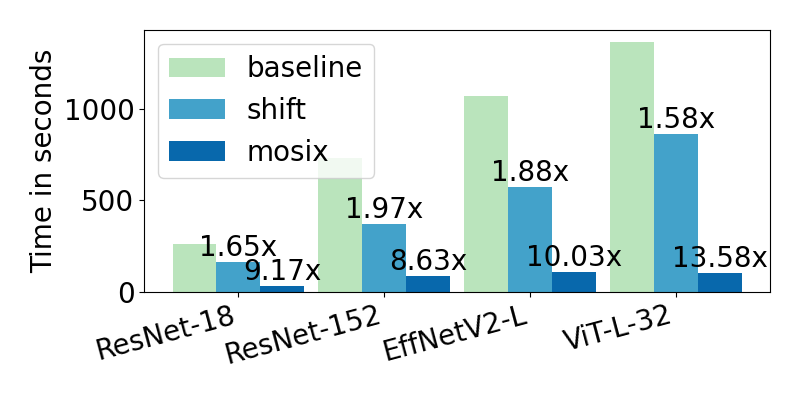 Time in seconds
1000
500
0
baseline
shift
mosix
1.65x
9.17x
1.97x
8.63x
1.88x
10.03x
1.58x
13.58x
ResNet-18
ResNet-152
EffNetV2-L
ViT-L-32